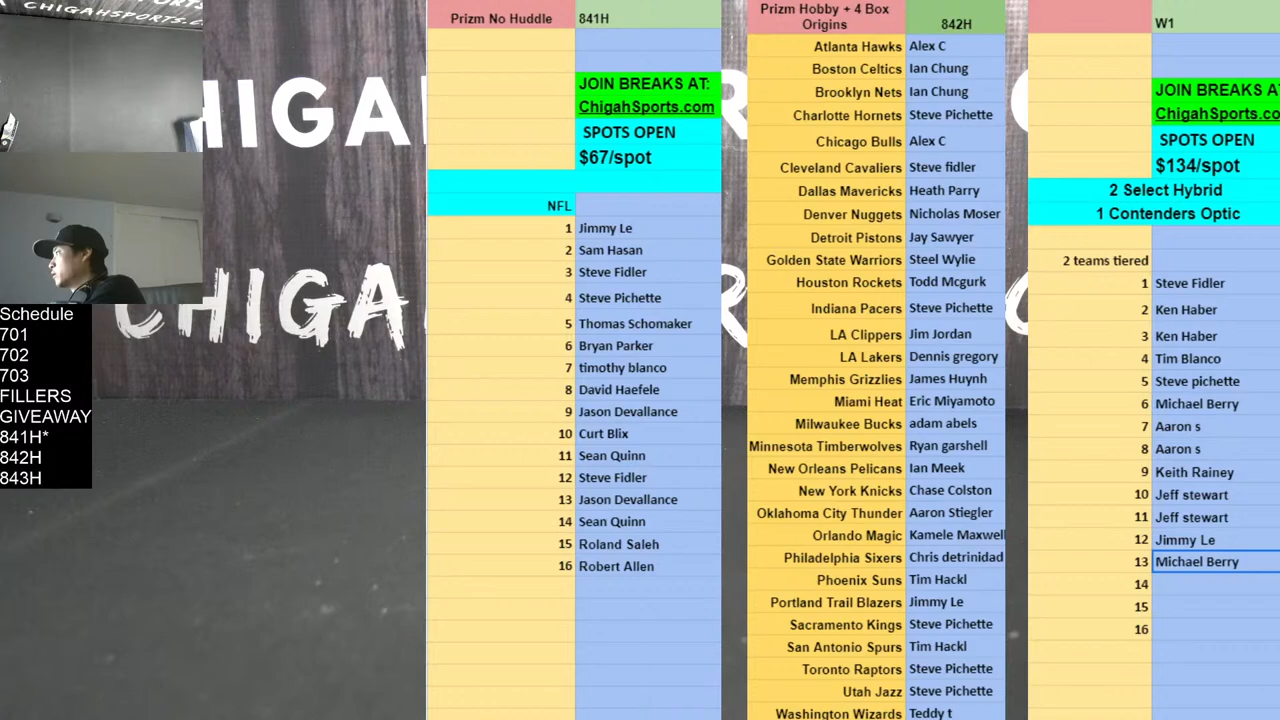 CHIGAHSPORTS.C
HIGA
CHIGA
Schedule
701
702
703
FILLERS
GIVEAWAY
841H*
842H
843H
Prizm No Huddle 841H
JOIN BREAKS AT:
ChigahSports.com
SPOTS OPEN
$67/spot
NFL
1 Jimmy Le
2 Sam Hasan
3 Steve Fidler
4 Steve Pichette
5 Thomas Schomaker
6 Bryan Parker
7 timothy blanco
8 David Haefele
9 Jason Devallance
10 Curt Blix
11 Sean Quinn
12 Steve Fidler
13 Jason Devallance
14 Sean Quinn
15 Roland Saleh
16 Robert Allen
Prizm Hobby + 4 Box
Origins 842H
Atlanta Hawks Alex C
Boston Celtics Ian Chung
Brooklyn Nets Ian Chung
Charlotte Hornets Steve Pichette
Chicago Bulls Alex C
Cleveland Cavaliers Steve fidler
Dallas Mavericks Heath Parry
Denver Nuggets Nicholas Moser
Detroit Pistons Jay Sawyer
Golden State Warriors Steel Wylie
Houston Rockets Todd Mcgurk
Indiana Pacers Steve Pichette
LA Clippers Jim Jordan
LA Lakers Dennis gregory
Memphis Grizzlies James Huynh
Miami Heat Eric Miyamoto
Milwaukee Bucks adam abels
Minnesota Timberwolves Ryan garshell
New Orleans Pelicans Ian Meek
New York Knicks Chase Colston
Oklahoma City Thunder Aaron Stiegler
Orlando Magic Kamele Maxwell
Philadelphia Sixers Chris detrinidad
Phoenix Suns Tim Hackl
Portland Trail Blazers Jimmy Le
Sacramento Kings Steve Pichette
San Antonio Spurs Tim Hackl
Toronto Raptors Steve Pichette
Utah Jazz Steve Pichette
Washington Wizards Teddy t
W1
JOIN BREAKS A
ChigahSports.co
SPOTS OPEN
$134/spot
2 Select Hybrid
1 Contenders Optic
2 teams tiered
1 Steve Fidler
2 Ken Haber
3 Ken Haber
4 Tim Blanco
5 Steve pichette
6 Michael Berry
7 Aaron s
8 Aaron s
9 Keith Rainey
10 Jeff stewart
11 Jeff stewart
12 Jimmy Le
13 Michael Berry
14
15
16